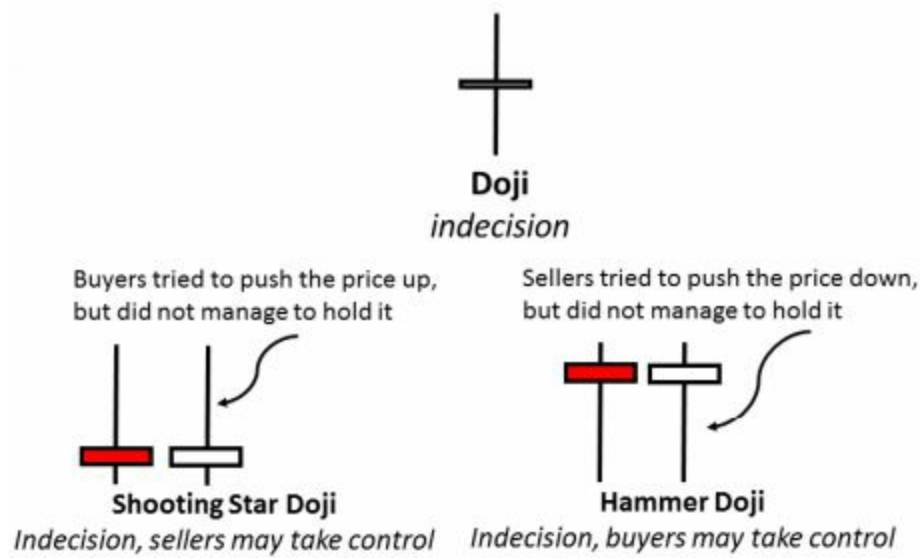 Doji
indecision
Buyers tried to push the price up,
but did not manage to hold it
Sellers tried to push the price down,
but did not manage to hold it
Shooting Star Doji
Indecision, sellers may take control
Hammer Doji
Indecision, buyers may take control